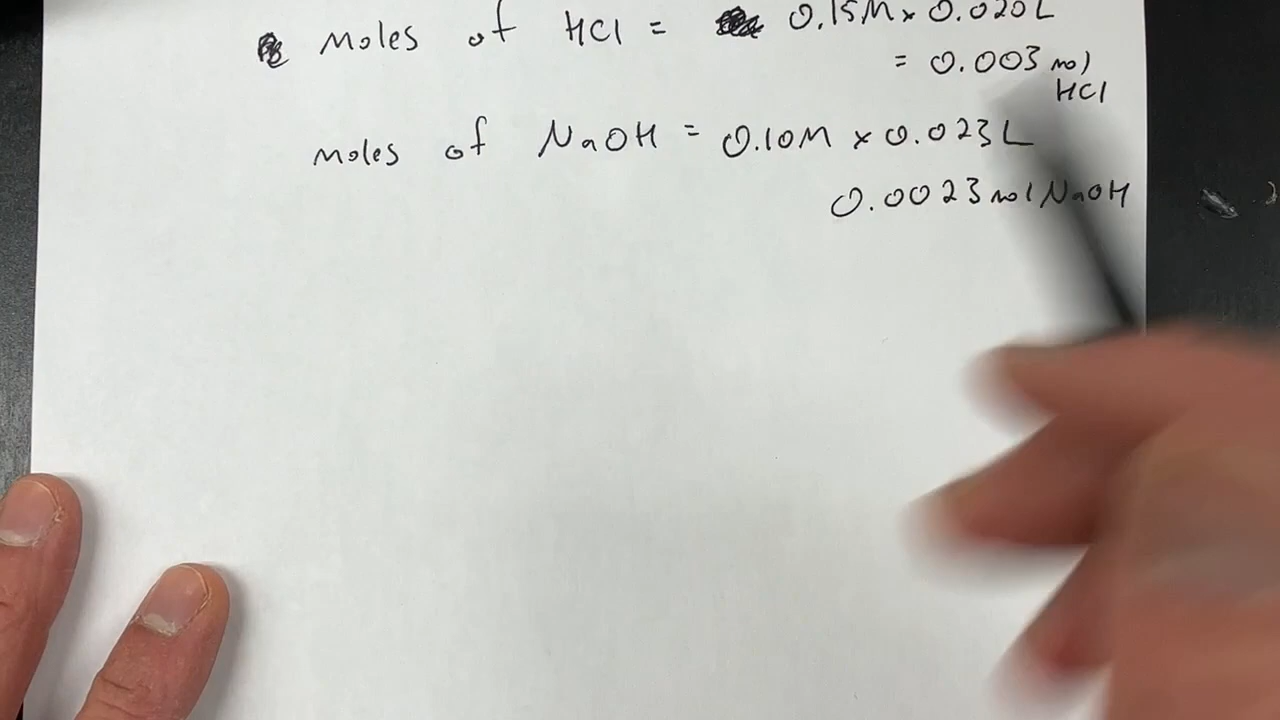 moles of HCl = 0.15M x 0.020L
= 0.003 mol
HCl
moles of NaOH = 0.10M x 0.023L
0.0023 mol NaOH